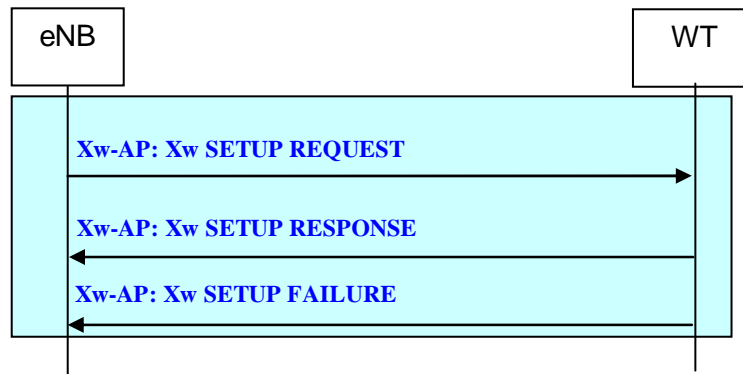 eNB
WT
Xw-AP: Xw SETUP REQUEST
Xw-AP: Xw SETUP RESPONSE
Xw-AP: Xw SETUP FAILURE